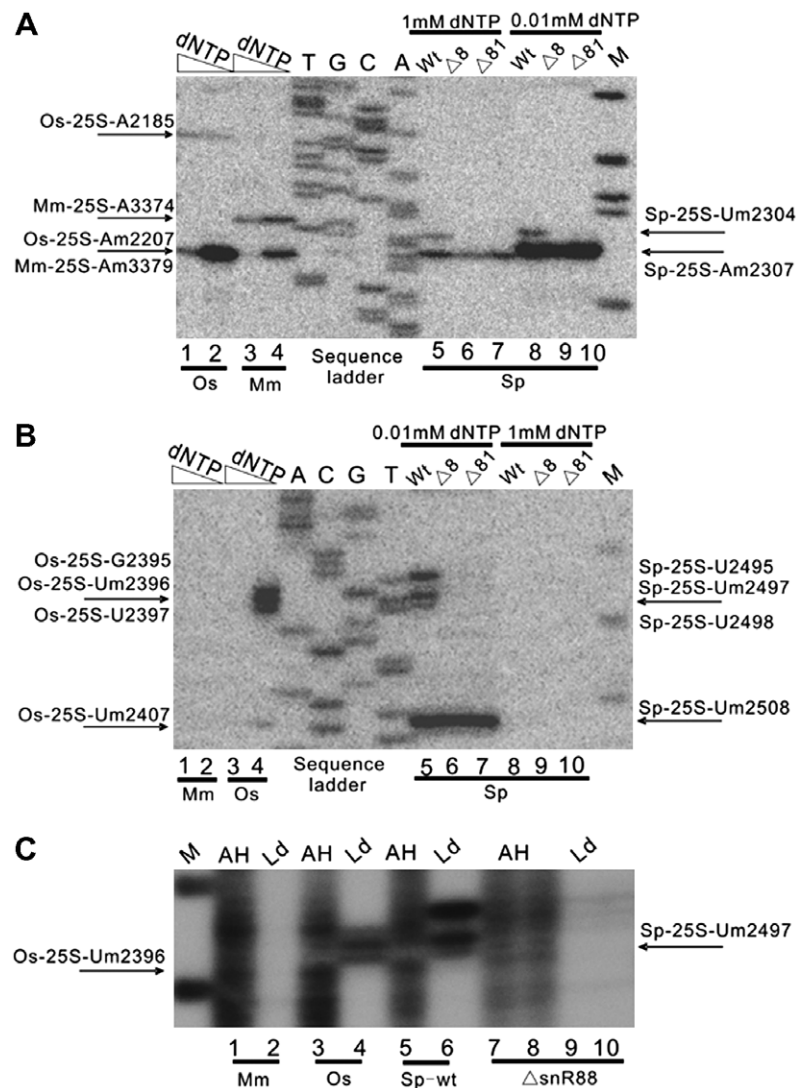 A
1mM dNTP 0.01mM dNTP
dNTP dNTP T G C A Wt △8 △81 Wt △8 △81 M
Os-25S-A2185
Mm-25S-A3374
Os-25S-Am2207
Mm-25S-Am3379
Sp-25S-Um2304
Sp-25S-Am2307
1 2 3 4 Sequence ladder 5 6 7 8 9 10
Os Mm Sp
B
0.01mM dNTP 1mM dNTP
dNTP dNTP A C G T Wt △8 △81 Wt △8 △81 M
Os-25S-G2395
Os-25S-Um2396
Os-25S-U2397
Os-25S-Um2407
Sp-25S-U2495
Sp-25S-Um2497
Sp-25S-U2498
Sp-25S-Um2508
1 2 3 4 Sequence ladder 5 6 7 8 9 10
Mm Os Sp
C
M AH Ld AH Ld AH Ld AH Ld
Os-25S-Um2396
Sp-25S-Um2497
1 2 3 4 5 6 7 8 9 10
Mm Os Sp-wt △snR88